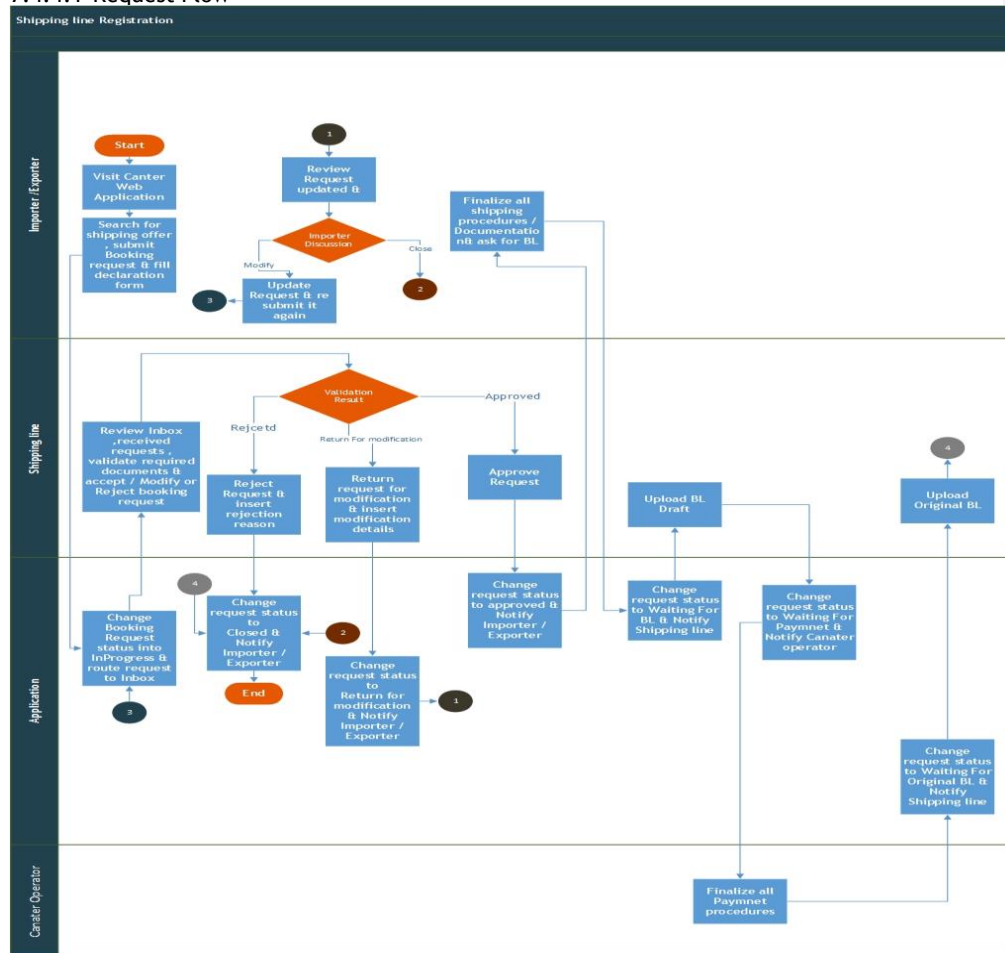 7.4.4.1 Request Flow
Shipping line Registration
Importer /Exporter
Start
Visit Canter
Web
Application
Search for
shipping offer
, submit
Booking
request & fill
declaration
form
1
Review
Request
updated &
Importer
Discussion
Modify
Close
2
Update
Request & re
submit it
again
3
Finalize all
shipping
procedures /
Documentatio
n& ask for BL
Shipping line
Review Inbox
,received
requests ,
validate required
documents &
accept / Modify or
Reject booking
request
Validation
Result
Rejcetd
Return For modification
Approved
Reject
Request &
insert
rejection
reason
Return
request for
modification
& insert
modification
details
Approve
Request
Upload BL
Draft
4
Upload
Original BL
Application
Change
Booking
Request
status into
InProgress &
route request
to Inbox
3
4
Change
request status
to
Closed &
Notify
Importer /
Exporter
2
End
Change
request status
to
Return for
modification
& Notify
Importer /
Exporter
1
Change
request status
to approved &
Notify
Importer /
Exporter
Change
request status
to Waiting For
BL & Notify
Shipping line
Change
request status
to Waiting For
Paymnet &
Notify Canater
operator
Change
request status
to Waiting For
Original BL &
Notify
Shipping line
Canater Operator
Finalize all
Paymnet
procedures